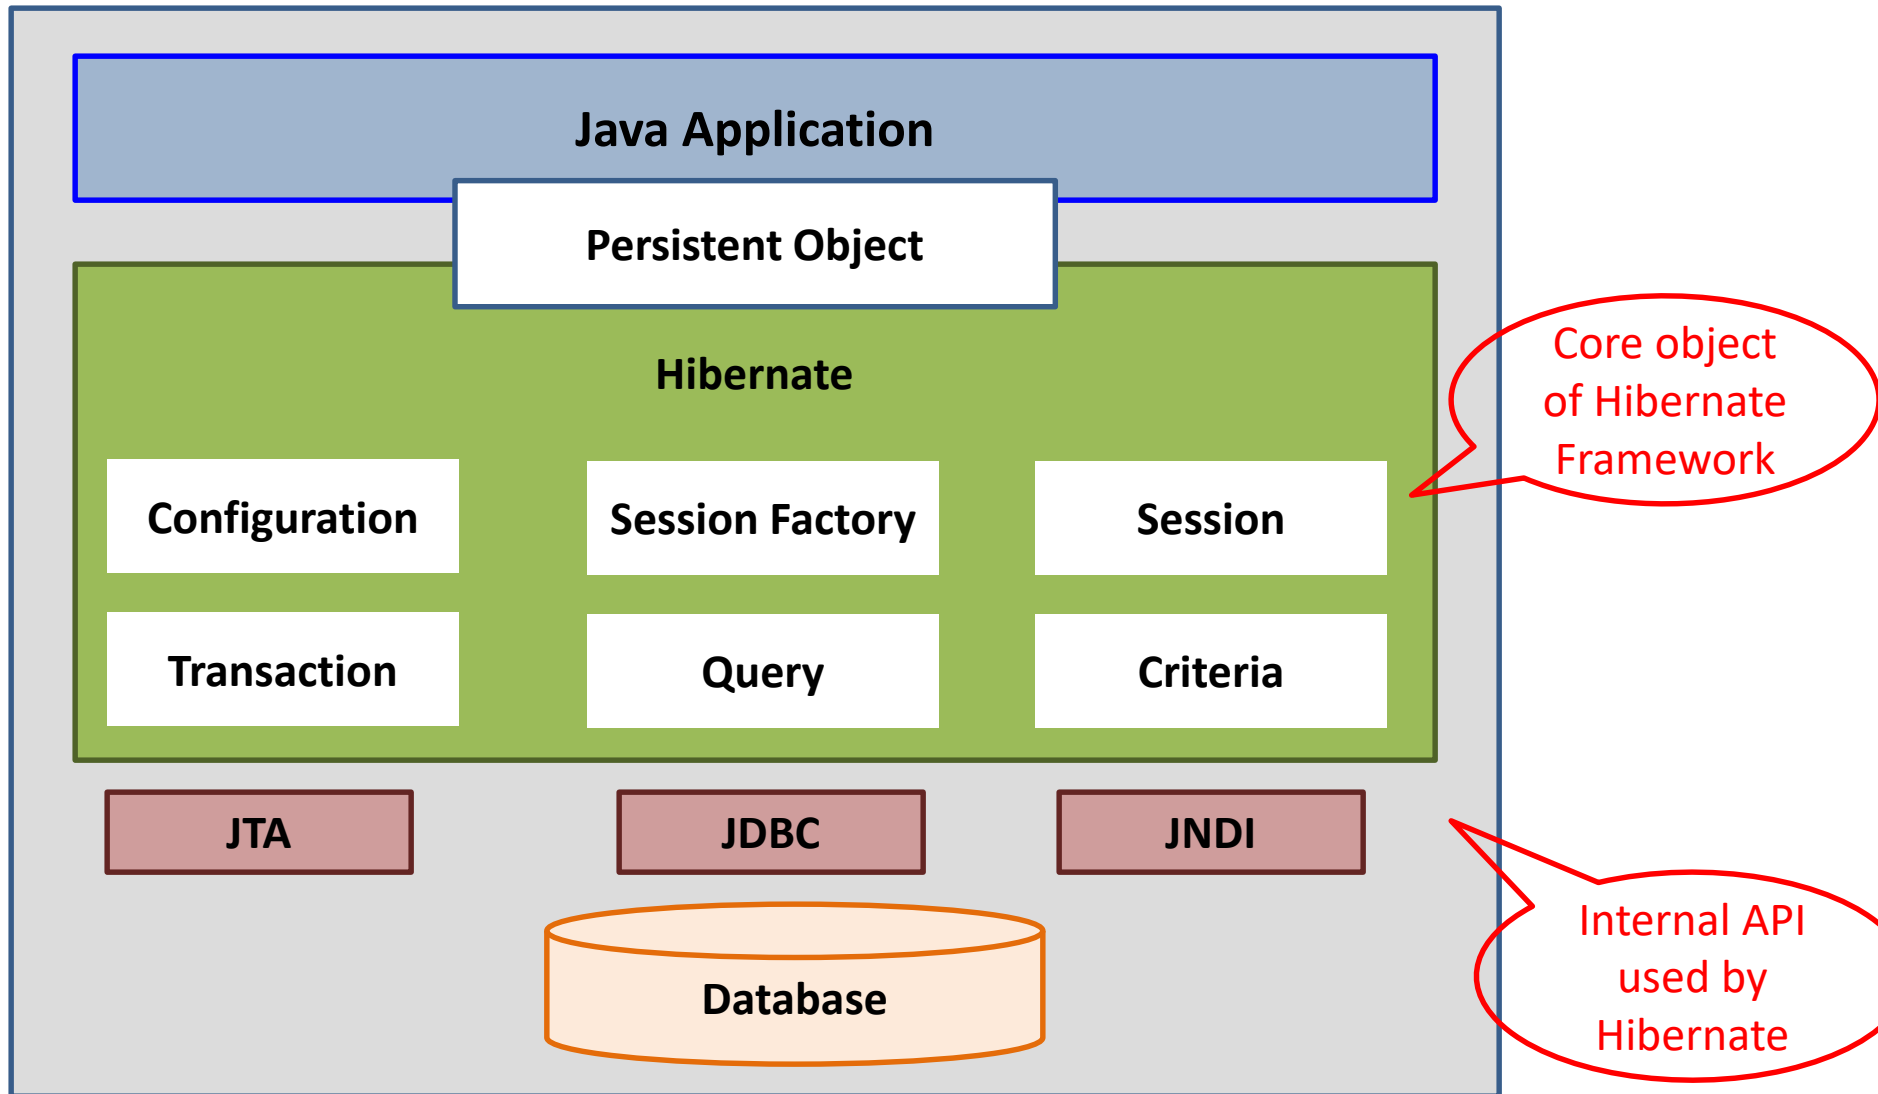 Java Application
Persistent Object
Hibernate
Core object
of Hibernate
Framework
Configuration
Session Factory
Session
Transaction
Query
Criteria
JTA
JDBC
JNDI
Internal API
used by
Hibernate
Database